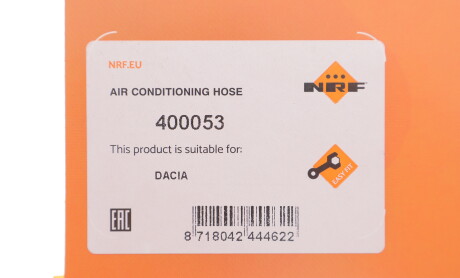 NRF.EU
NRF
AIR CONDITIONING HOSE
400053
This product is suitable for:
DACIA
EASY FIT
EAC
8 718042 444622